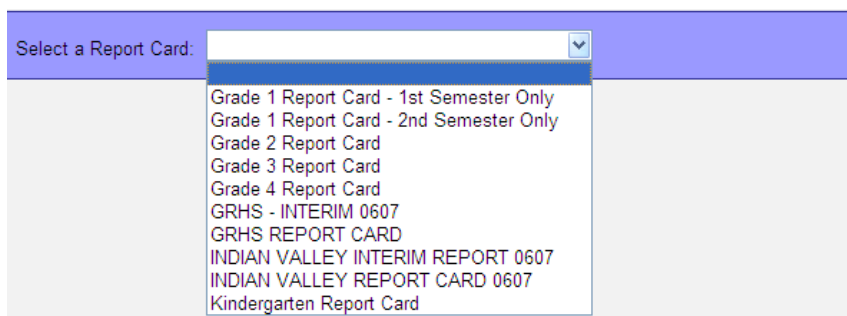 Select a Report Card:
Grade 1 Report Card - 1st Semester Only
Grade 1 Report Card - 2nd Semester Only
Grade 2 Report Card
Grade 3 Report Card
Grade 4 Report Card
GRHS - INTERIM 0607
GRHS REPORT CARD
INDIAN VALLEY INTERIM REPORT 0607
INDIAN VALLEY REPORT CARD 0607
Kindergarten Report Card